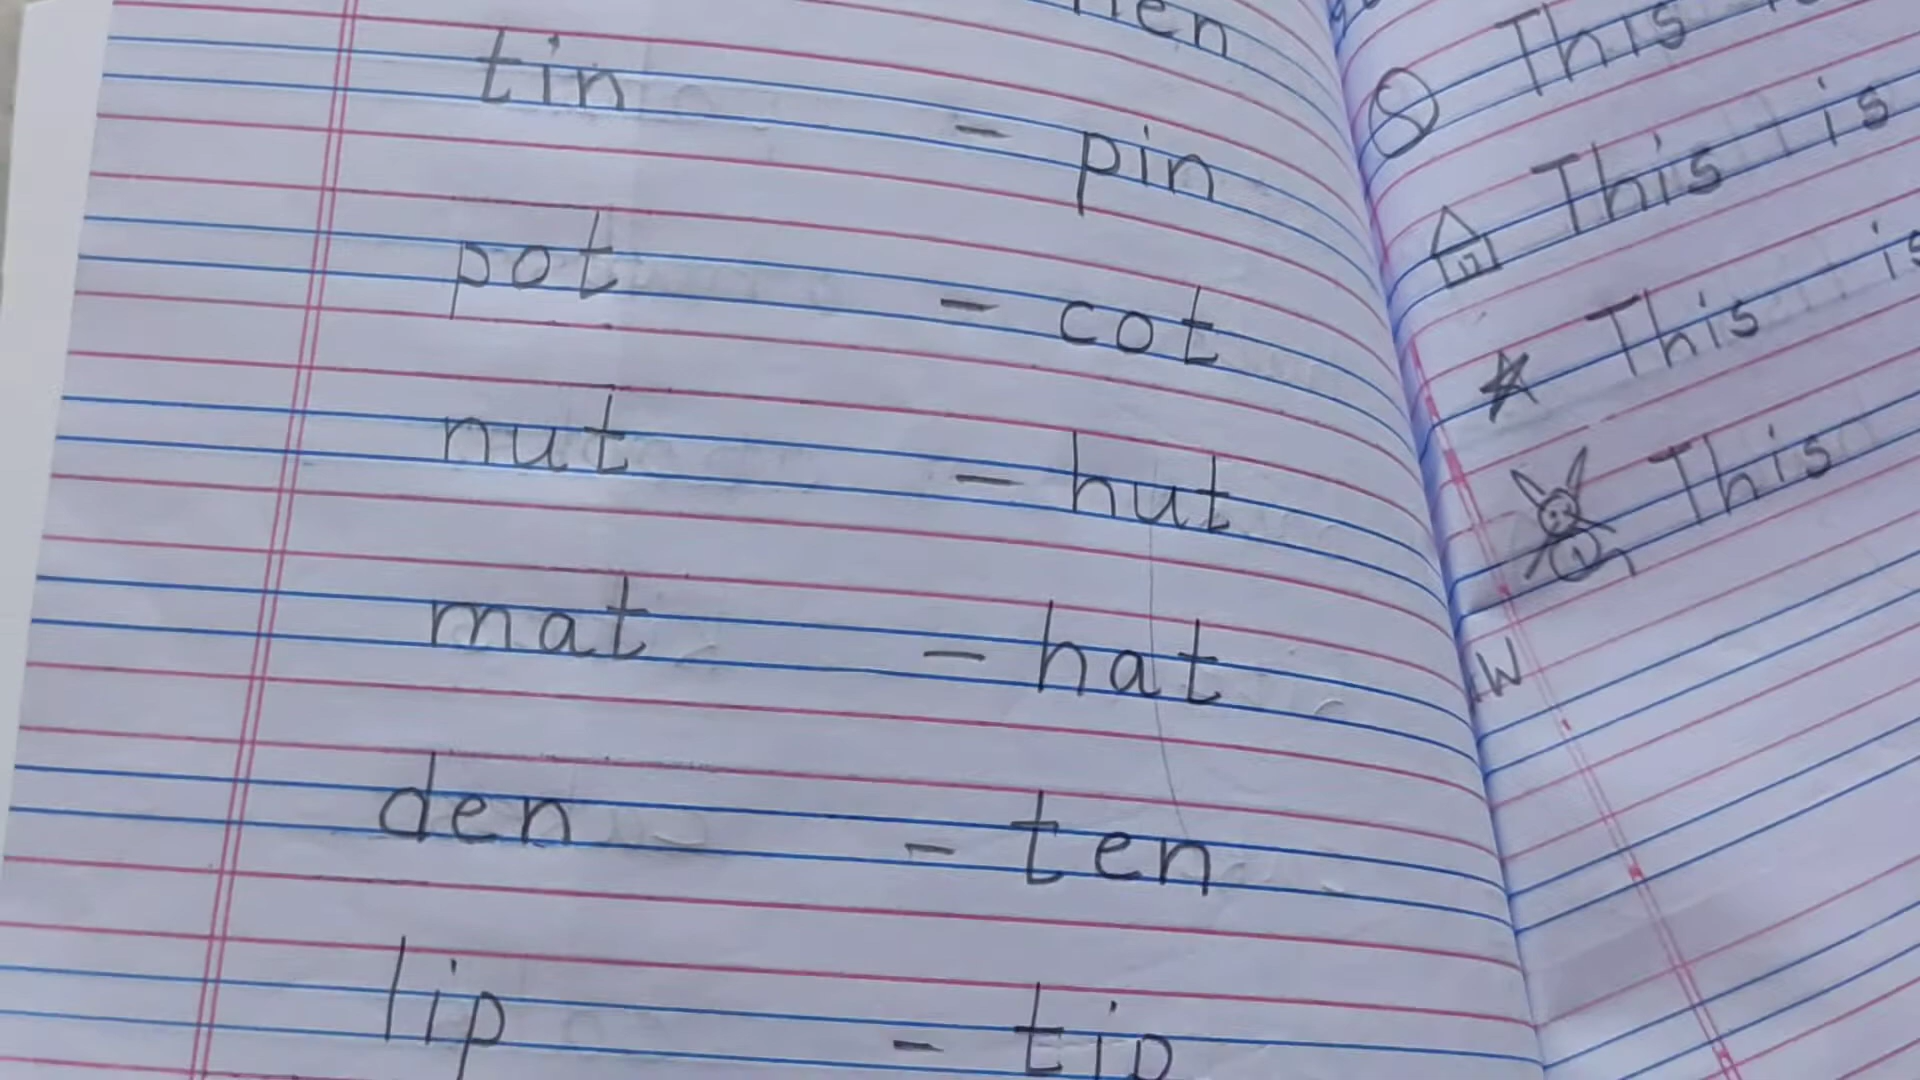 tin - pin
pot - cot
nut - hut
mat - hat
den - ten
lip - tip
This
This is
This is
This
W